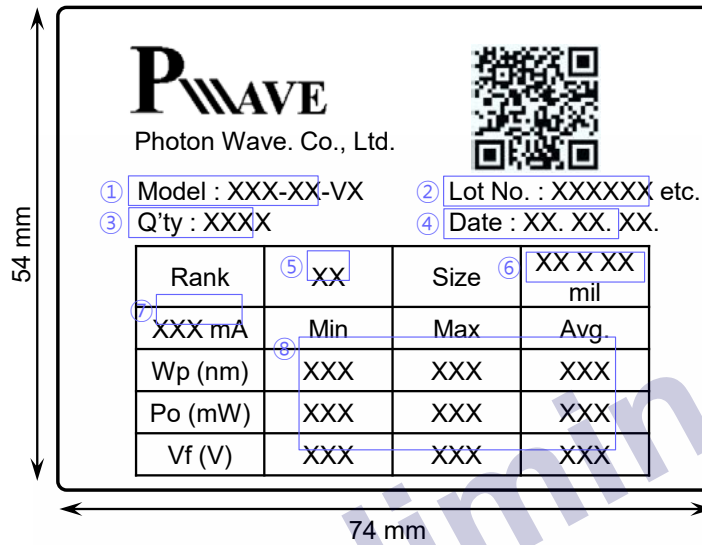 PWAVE
Photon Wave. Co., Ltd.
① Model : XXX-XX-VX ② Lot No. : XXXXXX etc.
③ Q'ty : XXXX ④ Date : XX. XX. XX.
Rank ⑤ XX Size ⑥ XX X XX mil
⑦ XXX mA Min Max Avg.
⑧
Wp (nm) XXX XXX XXX
Po (mW) XXX XXX XXX
Vf (V) XXX XXX XXX
54 mm
74 mm
limin